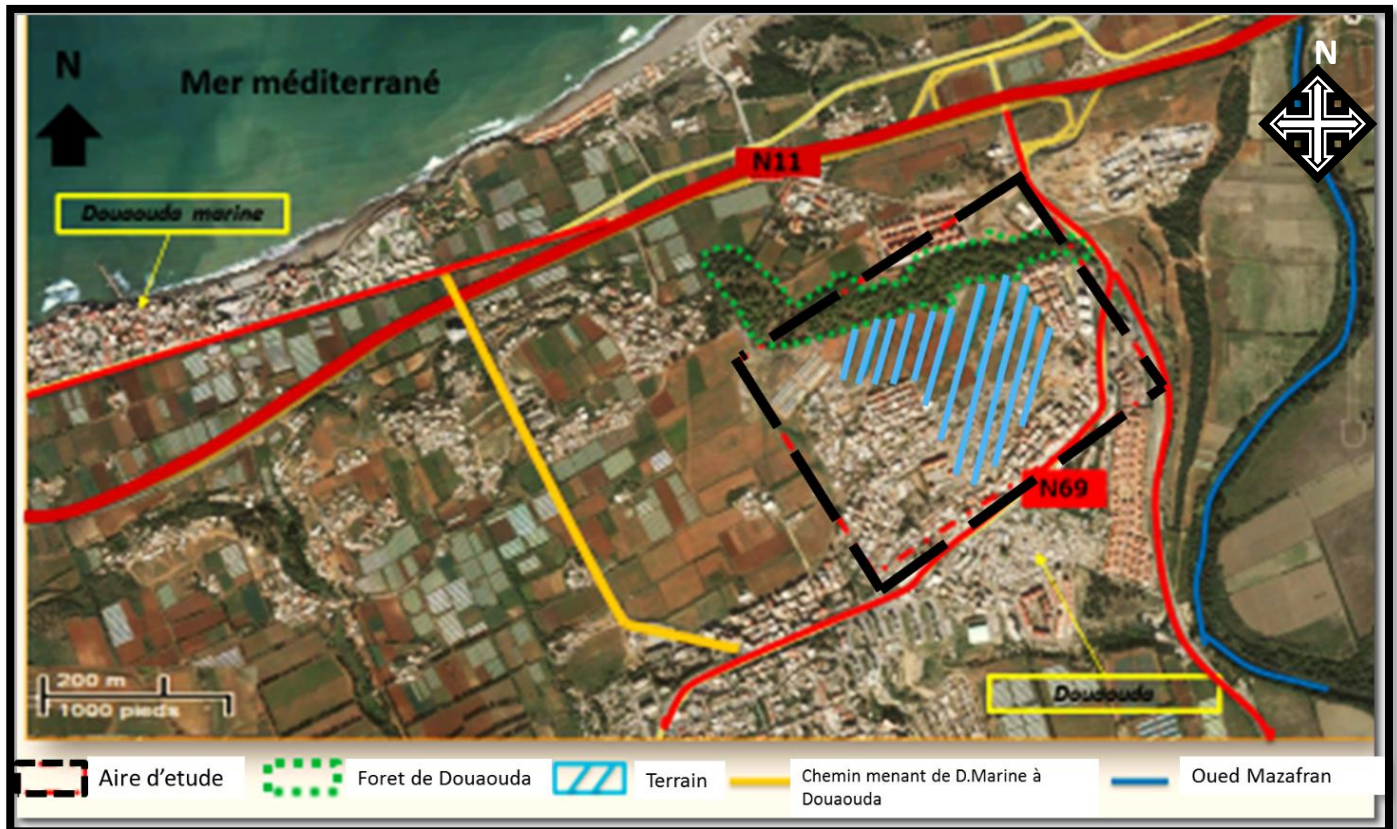 N
N
Mer méditerrané
N11
Douaouda marine
N69
Douaouda
200 m
1000 pieds
Aire d'etude
Foret de Douaouda
Terrain
Chemin menant de D.Marine à
Douaouda
Oued Mazafran